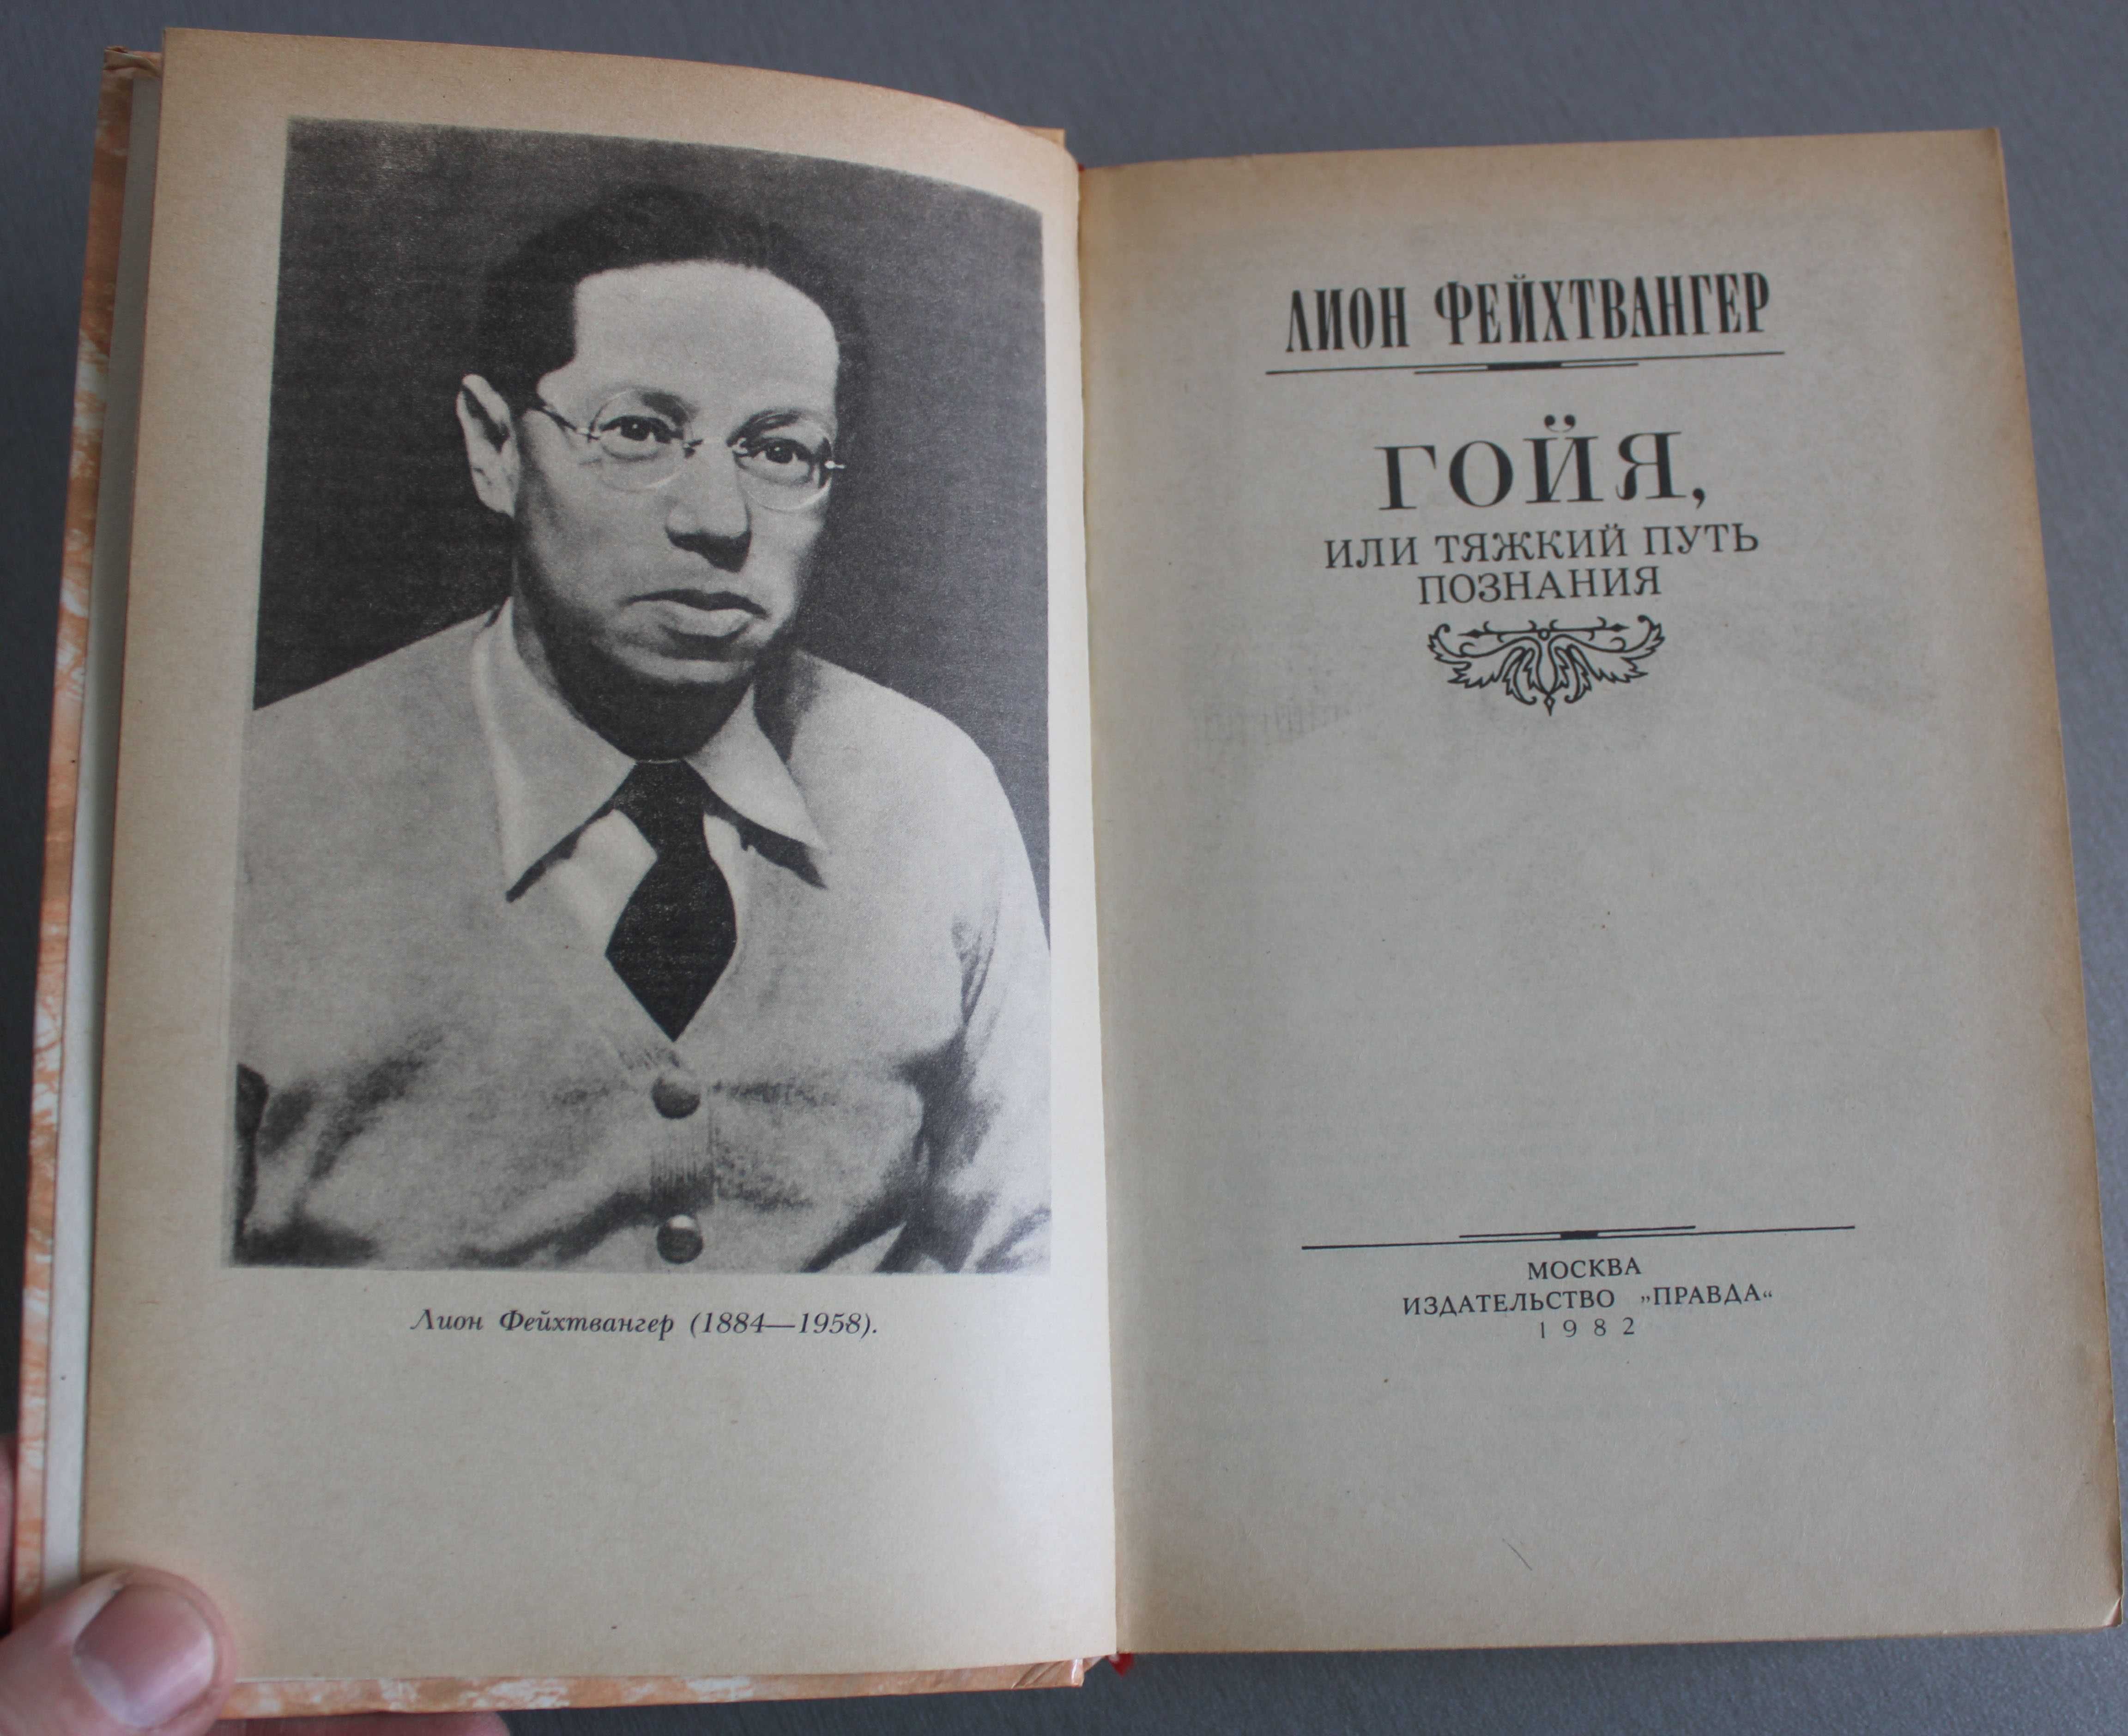 Лион Фейхтвангер (1884—1958).
ЛИОН ФЕЙХТВАНГЕР
ГОЙЯ,
ИЛИ ТЯЖКИЙ ПУТЬ
ПОЗНАНИЯ
МОСКВА
ИЗДАТЕЛЬСТВО „ПРАВДА“
1982